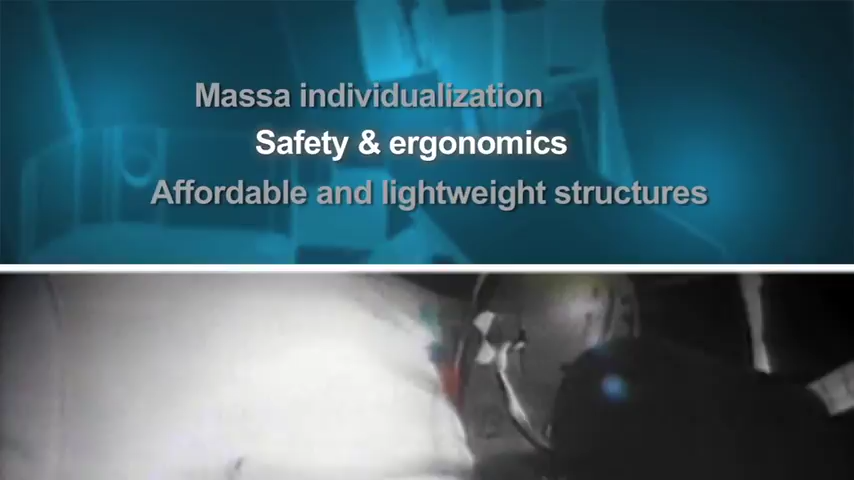 Massa individualization
Safety & ergonomics
Affordable and lightweight structures